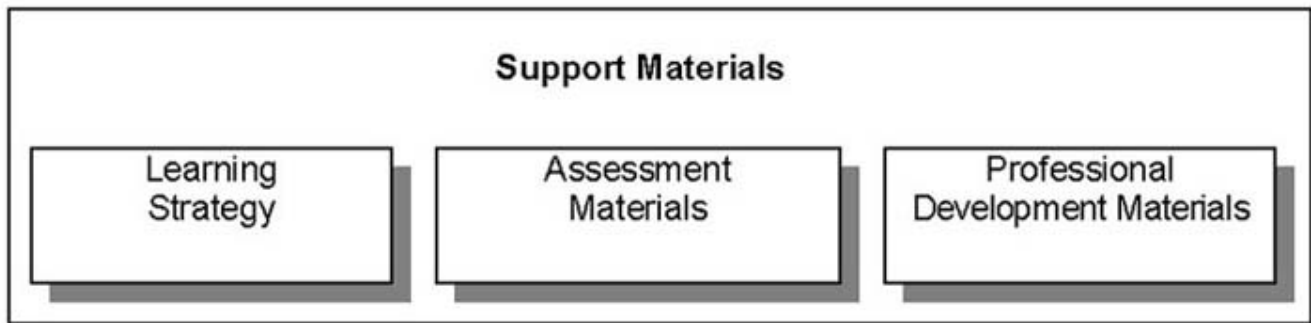 Support Materials
Learning
Strategy
Assessment
Materials
Professional
Development Materials